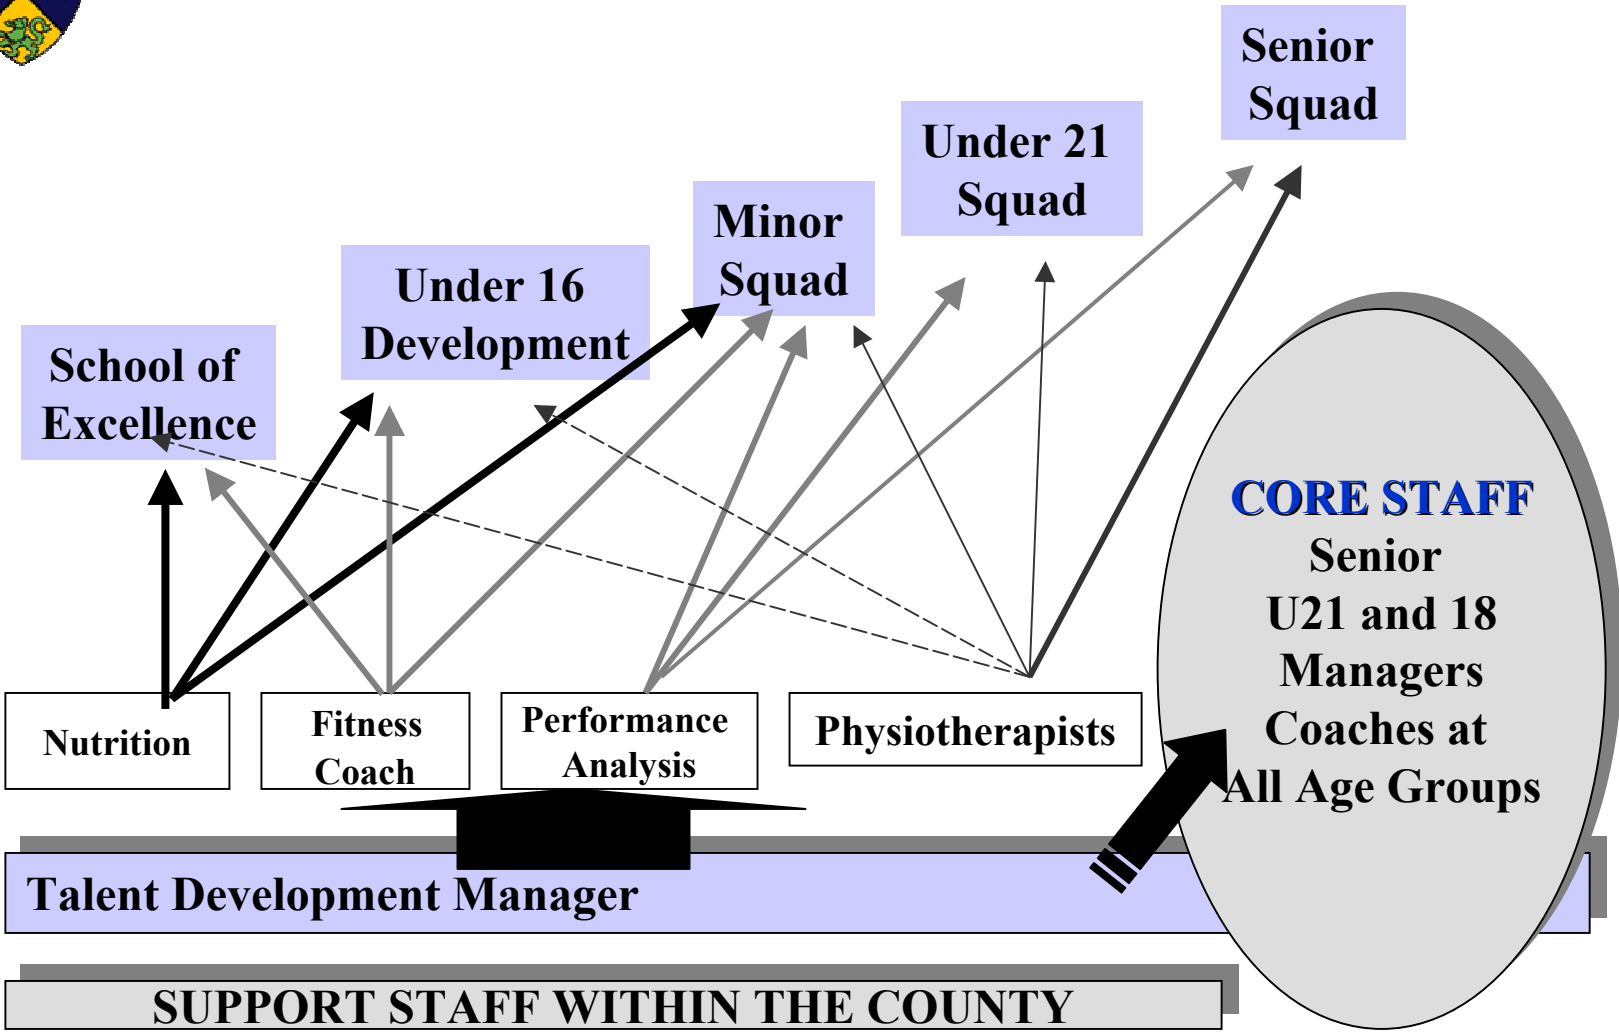 Senior
Squad
Under 21
Squad
Minor
Squad
Under 16
Development
School of
Excellence
CORE STAFF
Senior
U21 and 18
Managers
Coaches at
All Age Groups
Nutrition
Fitness
Coach
Performance
Analysis
Physiotherapists
Talent Development Manager
SUPPORT STAFF WITHIN THE COUNTY